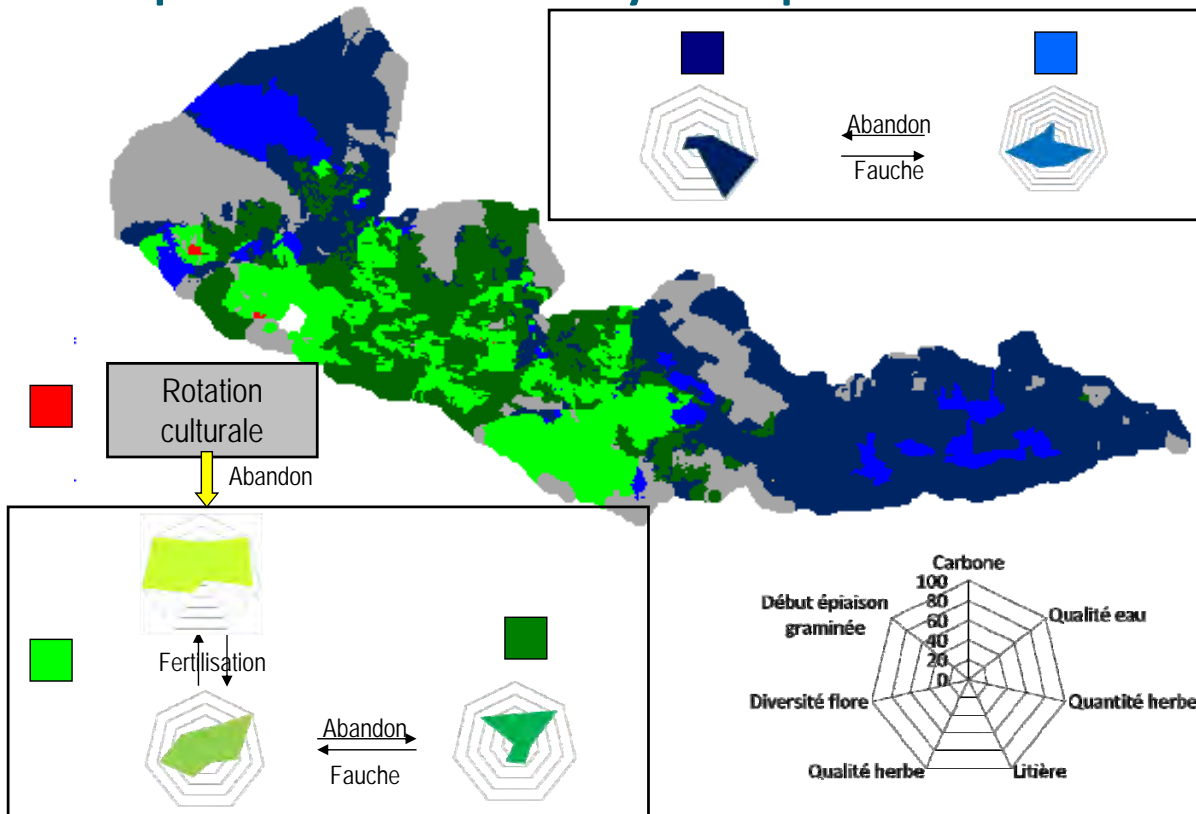 Abandon
Fauche
Rotation
culturale
Abandon
Fertilisation
Abandon
Fauche
Carbone
100
80
60
40
20
0
Début épiaison
graminée
Qualité eau
Diversité flore
Quantité herbe
Qualité herbe
Litière